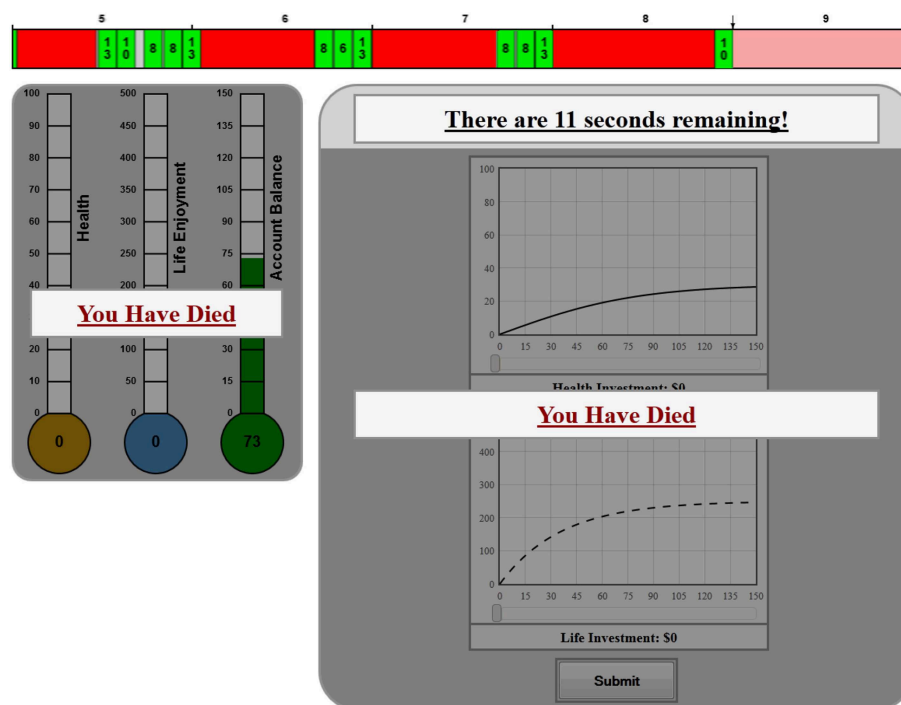 5 6 7 8 9
13 10 8 8 13 8 6 13 8 8 13 10
There are 11 seconds remaining!
100 500 150
90 450 135
80 400 120
70 350 105
60 300 90
50 250 75
60
Health
Life Enjoyment
Account Balance
You Have Died
20 100 30
10 50 15
0 0 0
0 0 73
100
80
60
40
20
0
0 15 30 45 60 75 90 105 120 135 150
Health Investment: $0
You Have Died
400
300
200
100
0
0 15 30 45 60 75 90 105 120 135 150
Life Investment: $0
Submit